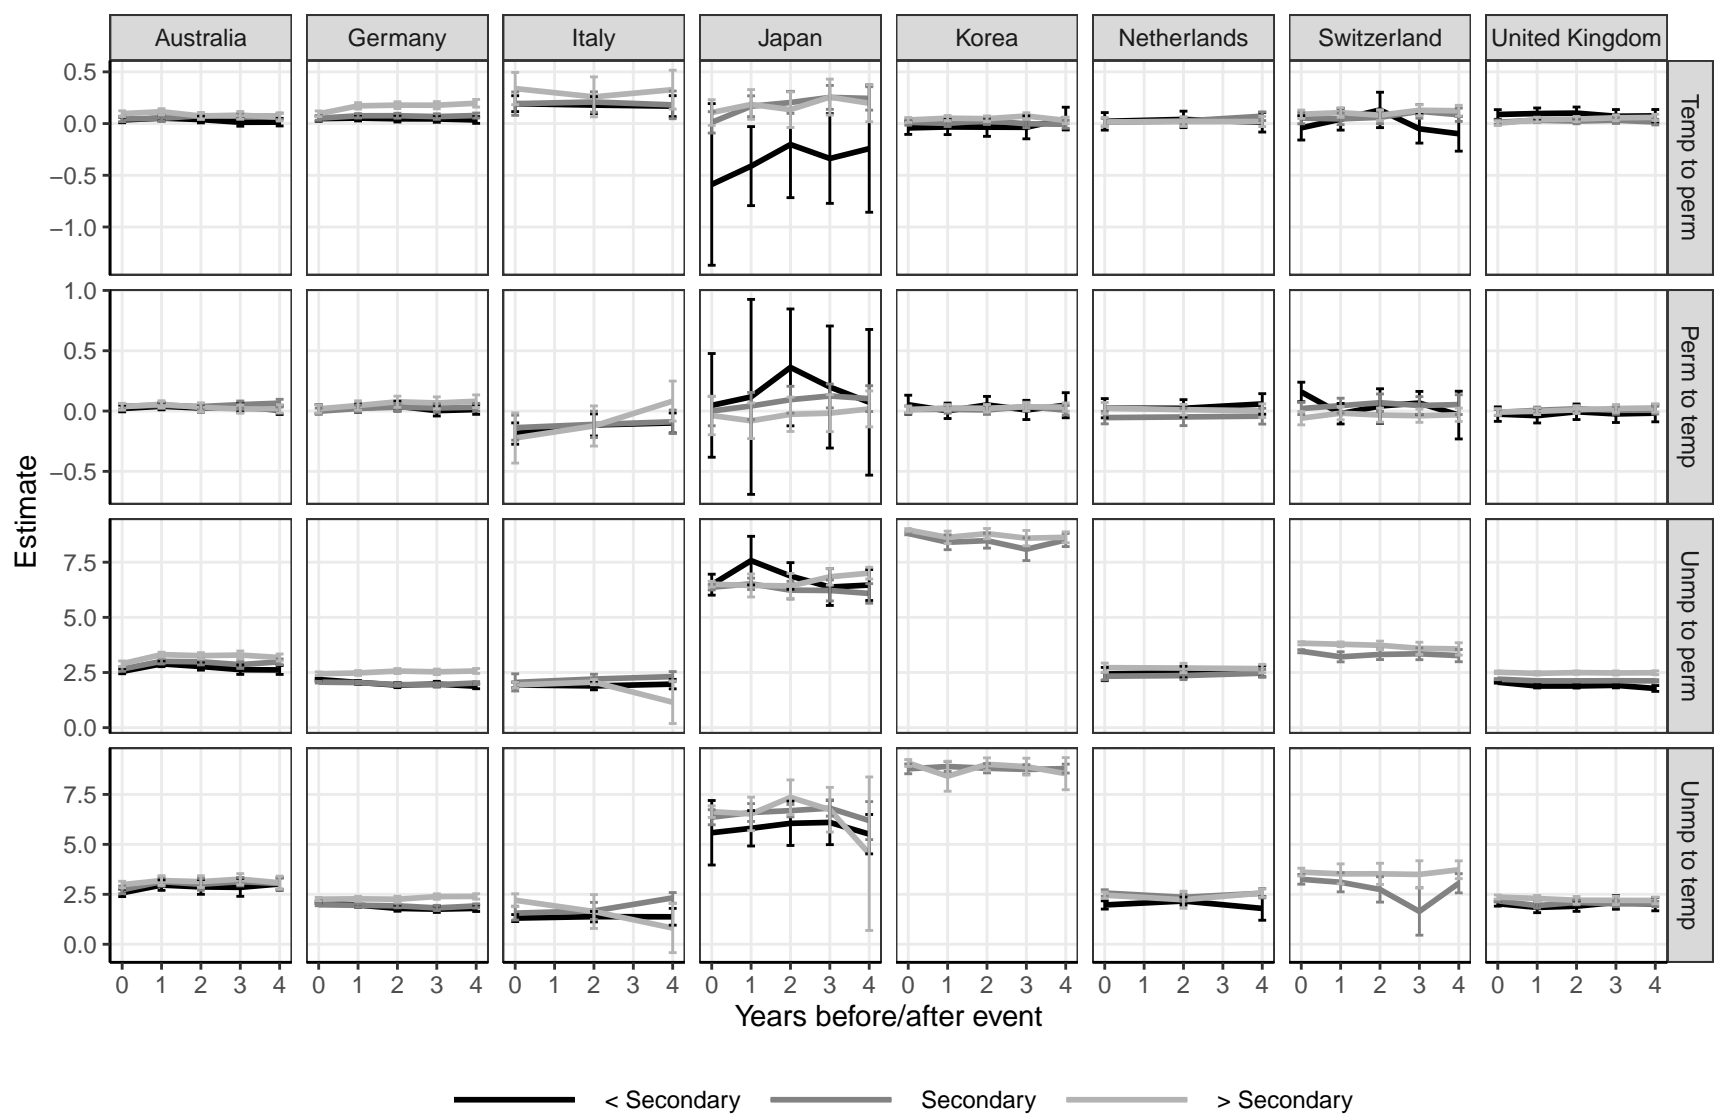 Australia Germany Italy Japan Korea Netherlands Switzerland United Kingdom
Temp to perm
0.5
0.0
−0.5
−1.0
Perm to temp
1.0
0.5
0.0
−0.5
Unmp to perm
7.5
5.0
2.5
0.0
Unmp to temp
7.5
5.0
2.5
0.0
Estimate
0 1 2 3 4 0 1 2 3 4 0 1 2 3 4 0 1 2 3 4 0 1 2 3 4 0 1 2 3 4 0 1 2 3 4 0 1 2 3 4
Years before/after event
< Secondary Secondary > Secondary